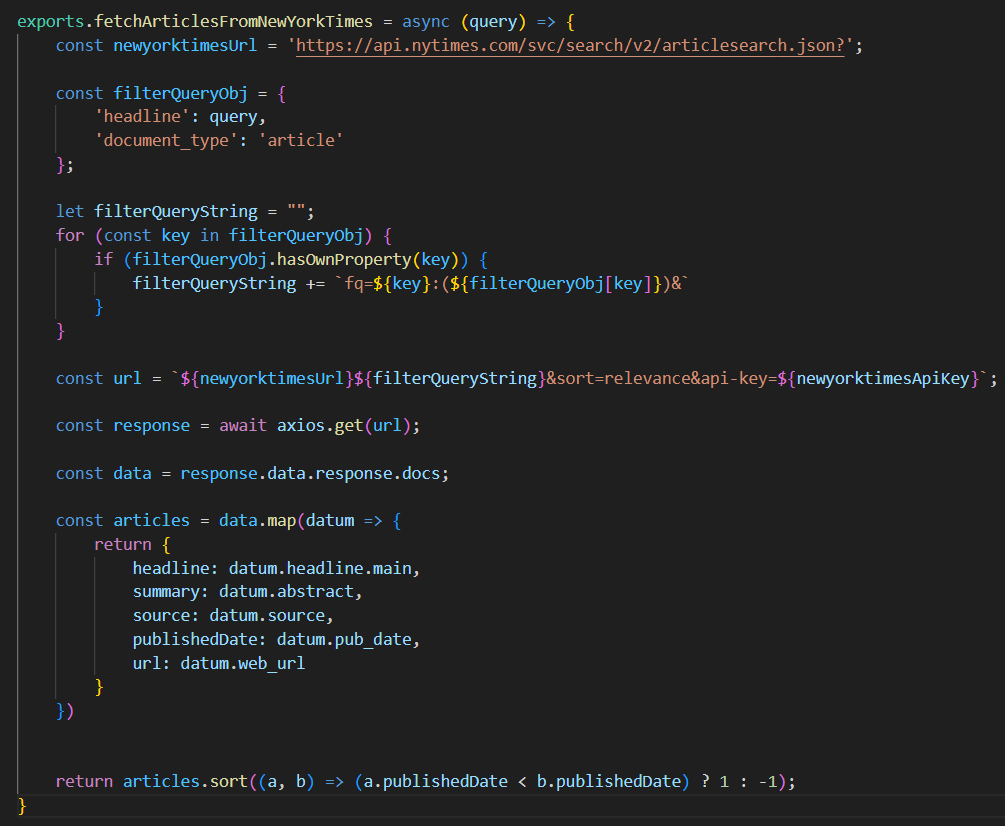 exports.fetchArticlesFromNewYorkTimes = async (query) => {
    const newyorktimesUrl = 'https://api.nytimes.com/svc/search/v2/articlesearch.json?';

    const filterQueryObj = {
        'headline': query,
        'document_type': 'article'
    };

    let filterQueryString = "";
    for (const key in filterQueryObj) {
        if (filterQueryObj.hasOwnProperty(key)) {
            filterQueryString += `fq=${key}:(${filterQueryObj[key]})&`
        }
    }

    const url = `${newyorktimesUrl}${filterQueryString}&sort=relevance&api-key=${newyorktimesApiKey}`;

    const response = await axios.get(url);

    const data = response.data.response.docs;

    const articles = data.map(datum => {
        return {
            headline: datum.headline.main,
            summary: datum.abstract,
            source: datum.source,
            publishedDate: datum.pub_date,
            url: datum.web_url
        }
    })


    return articles.sort((a, b) => (a.publishedDate < b.publishedDate) ? 1 : -1);
}